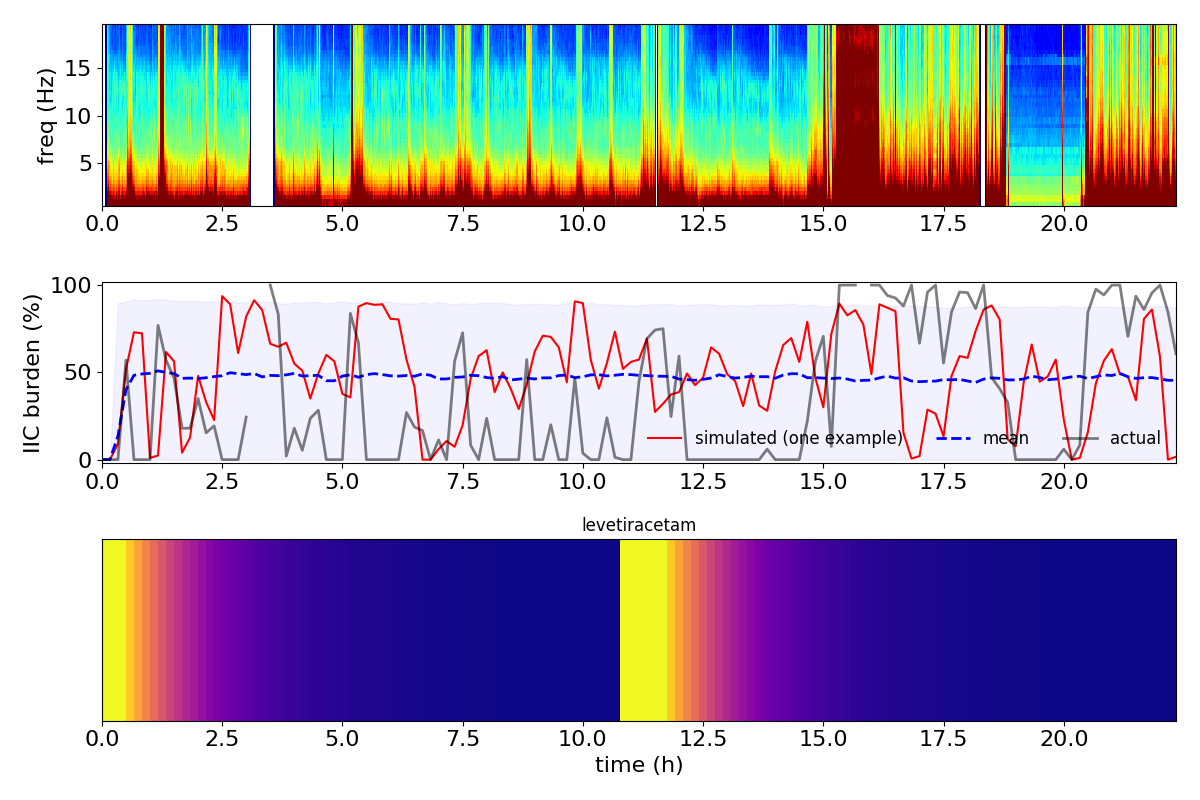 freq (Hz)
15
10
5
0.0 2.5 5.0 7.5 10.0 12.5 15.0 17.5 20.0
IIC burden (%)
100
50
0
simulated (one example) mean actual
0.0 2.5 5.0 7.5 10.0 12.5 15.0 17.5 20.0
levetiracetam
0.0 2.5 5.0 7.5 10.0 12.5 15.0 17.5 20.0
time (h)